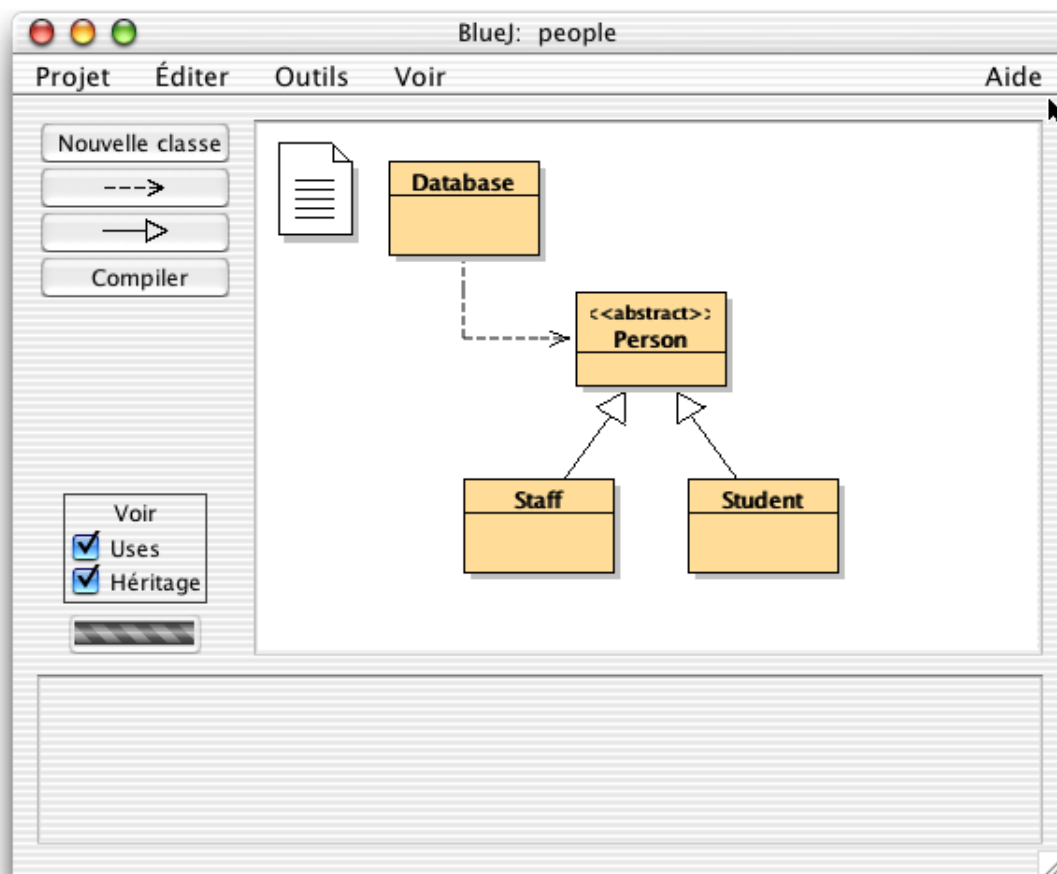 BlueJ: people
Projet Éditer Outils Voir Aide
Nouvelle classe
Compiler
Database
<<abstract>>
Person
Staff
Student
Voir
Uses
Héritage